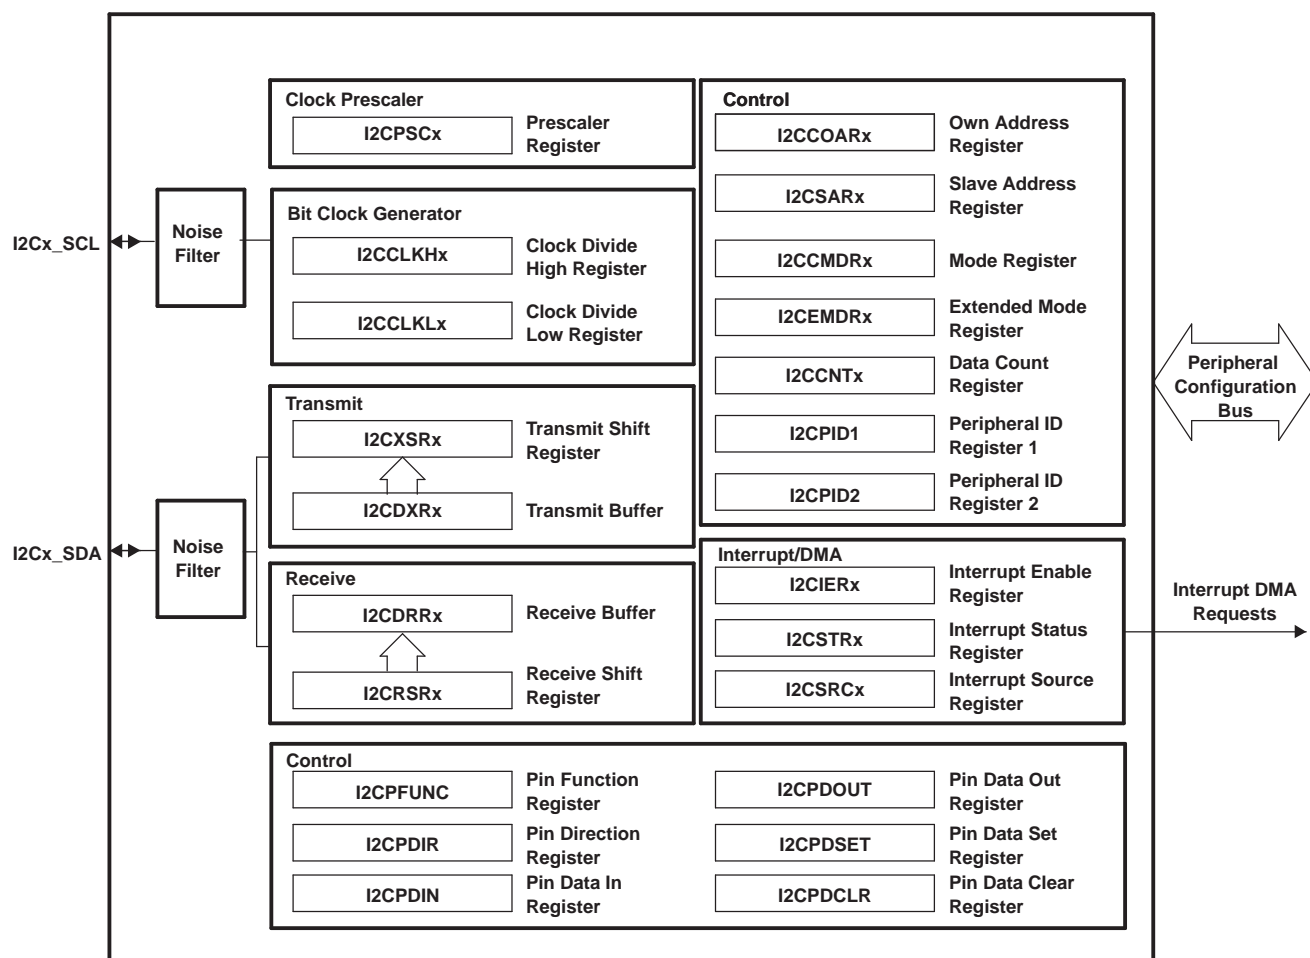 Clock Prescaler
I2CPSCx
Prescaler
Register
Control
I2CCOARx
Own Address
Register
I2CSARx
Slave Address
Register
I2CCMDRx
Mode Register
I2CEMDRx
Extended Mode
Register
I2CCNTx
Data Count
Register
I2CPID1
Peripheral ID
Register 1
I2CPID2
Peripheral ID
Register 2
I2Cx_SCL
Noise
Filter
Bit Clock Generator
I2CCLKHx
Clock Divide
High Register
I2CCLKLx
Clock Divide
Low Register
Peripheral
Configuration
Bus
Transmit
I2CXSRx
Transmit Shift
Register
I2CDXRx
Transmit Buffer
I2Cx_SDA
Noise
Filter
Receive
I2CDRRx
Receive Buffer
I2CRSRx
Receive Shift
Register
Interrupt/DMA
I2CIERx
Interrupt Enable
Register
I2CSTRx
Interrupt Status
Register
I2CSRCx
Interrupt Source
Register
Interrupt DMA
Requests
Control
I2CPFUNC
Pin Function
Register
I2CPDIR
Pin Direction
Register
I2CPDIN
Pin Data In
Register
I2CPDOUT
Pin Data Out
Register
I2CPDSET
Pin Data Set
Register
I2CPDCLR
Pin Data Clear
Register